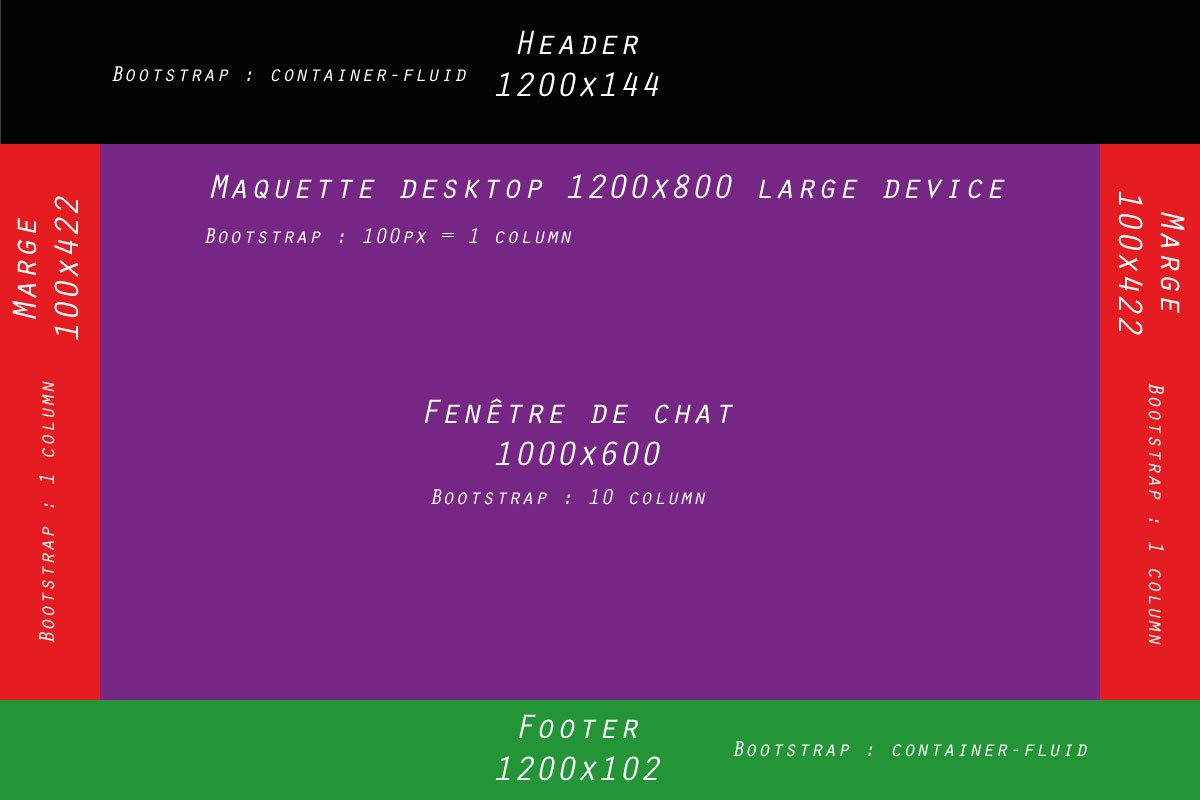 Header
Bootstrap : container-fluid
1200x144
Maquette desktop 1200x800 large device
Bootstrap : 100px = 1 column
Marge
100x422
Bootstrap : 1 column
Fenêtre de chat
1000x600
Bootstrap : 10 column
Marge
100x422
Bootstrap : 1 column
Footer
1200x102
Bootstrap : container-fluid